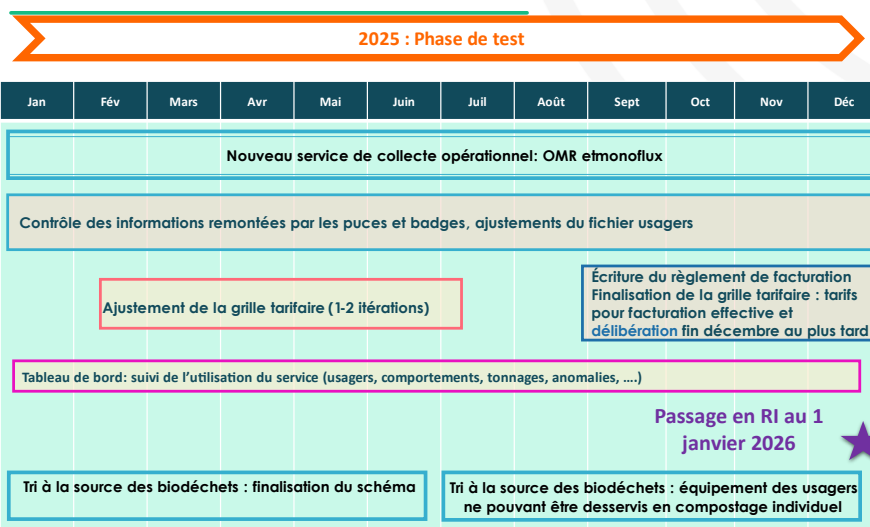 2025 : Phase de test
Jan Fév Mars Avr Mai Juin Juil Août Sept Oct Nov Déc
Nouveau service de collecte opérationnel: OMR etmonoflux
Contrôle des informations remontées par les puces et badges, ajustements du fichier usagers
Ajustement de la grille tarifaire (1-2 itérations)
Écriture du règlement de facturation
Finalisation de la grille tarifaire : tarifs
pour facturation effective et
délibération fin décembre au plus tard
Tableau de bord: suivi de l'utilisation du service (usagers, comportements, tonnages, anomalies, ….)
Passage en RI au 1
janvier 2026
Tri à la source des biodéchets : finalisation du schéma
Tri à la source des biodéchets : équipement des usagers
ne pouvant être desservis en compostage individuel